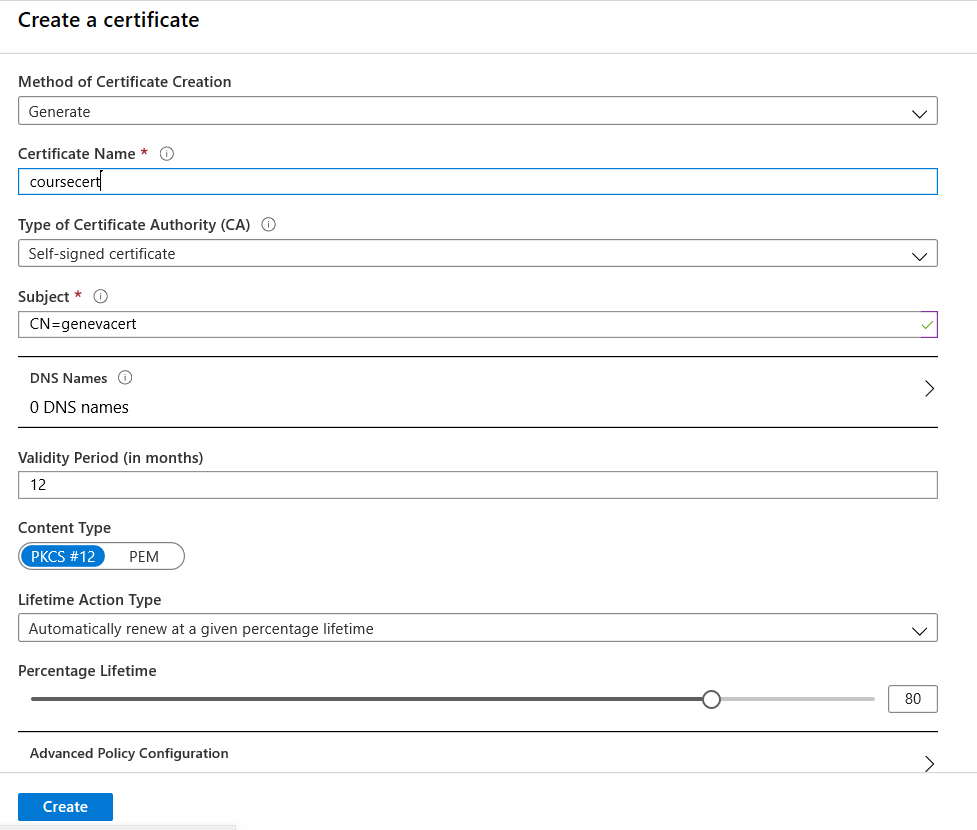 Create a certificate
Method of Certificate Creation
Generate
Certificate Name *
coursecert
Type of Certificate Authority (CA)
Self-signed certificate
Subject *
CN=genevacert
DNS Names
0 DNS names
Validity Period (in months)
12
Content Type
PKCS #12 PEM
Lifetime Action Type
Automatically renew at a given percentage lifetime
Percentage Lifetime
80
Advanced Policy Configuration
Create